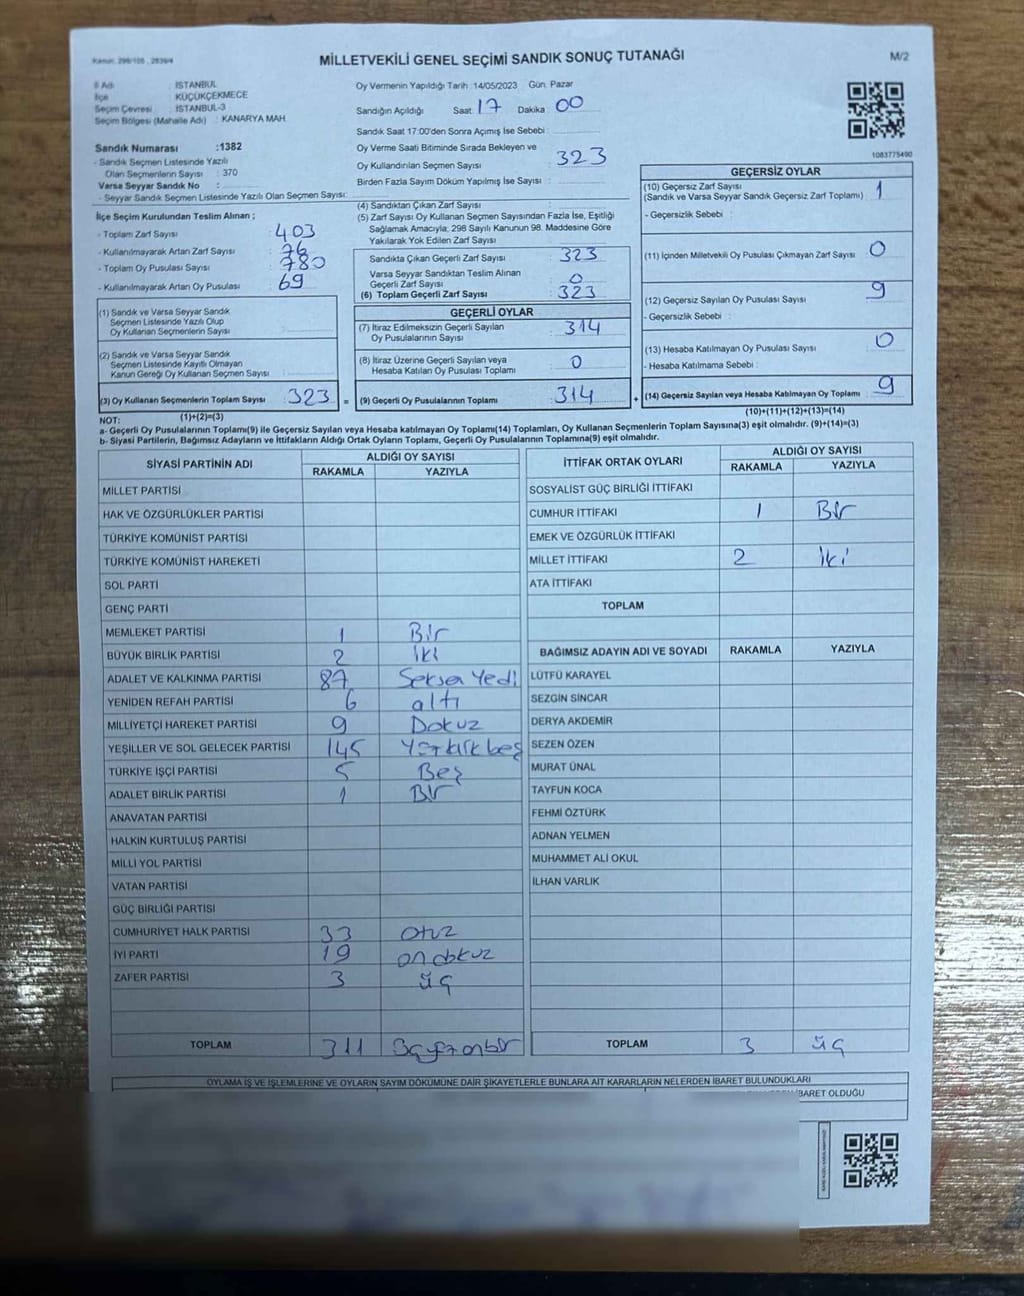 Kanun: 298/105 , 2839/4
MİLLETVEKİLİ GENEL SEÇİMİ SANDIK SONUÇ TUTANAĞI
M/2
İl Adı : İSTANBUL
İlçe : KÜÇÜKÇEKMECE
Seçim Çevresi : İSTANBUL-3
Seçim Bölgesi (Mahalle Adı) : KANARYA MAH.
Sandık Numarası :1382
- Sandık Seçmen Listesinde Yazılı
Olan Seçmenlerin Sayısı : 370
Varsa Seyyar Sandık No :
- Seyyar Sandık Seçmen Listesinde Yazılı Olan Seçmen Sayısı:
İlçe Seçim Kurulundan Teslim Alınan ;
- Toplam Zarf Sayısı : 403
- Kullanılmayarak Artan Zarf Sayısı : 76
- Toplam Oy Pusulası Sayısı : 780
- Kullanılmayarak Artan Oy Pusulası : 69
(1) Sandık ve Varsa Seyyar Sandık
Seçmen Listesinde Yazılı Olup
Oy Kullanan Seçmenlerin Sayısı :
(2) Sandık ve Varsa Seyyar Sandık
Seçmen Listesinde Kayıtlı Olmayan
Kanun Gereği Oy Kullanan Seçmen Sayısı :
(3) Oy Kullanan Seçmenlerin Toplam Sayısı : 323 =
(1)+(2)=(3)
Oy Vermenin Yapıldığı Tarih :14/05/2023 Gün: Pazar
Sandığın Açıldığı Saat: 17 Dakika: 00
Sandık Saat 17:00'den Sonra Açımış İse Sebebi :
Oy Verme Saati Bitiminde Sırada Bekleyen ve
Oy Kullandırılan Seçmen Sayısı : 323
Birden Fazla Sayım Döküm Yapılmış İse Sayısı :
(4) Sandıktan Çıkan Zarf Sayısı :
(5) Zarf Sayısı Oy Kullanan Seçmen Sayısından Fazla İse, Eşitliği
Sağlamak Amacıyla, 298 Sayılı Kanunun 98. Maddesine Göre
Yakılarak Yok Edilen Zarf Sayısı :
Sandıkta Çıkan Geçerli Zarf Sayısı : 323
Varsa Seyyar Sandıktan Teslim Alınan
Geçerli Zarf Sayısı : 0
(6) Toplam Geçerli Zarf Sayısı : 323
GEÇERLİ OYLAR
(7) İtiraz Edilmeksizin Geçerli Sayılan
Oy Pusulalarının Sayısı : 314
(8) İtiraz Üzerine Geçerli Sayılan veya
Hesaba Katılan Oy Pusulası Toplamı : 0
(9) Geçerli Oy Pusulalarının Toplamı : 314 +
1083775490
GEÇERSİZ OYLAR
(10) Geçersiz Zarf Sayısı
(Sandık ve Varsa Seyyar Sandık Geçersiz Zarf Toplamı) : 1
- Geçersizlik Sebebi :
(11) İçinden Milletvekili Oy Pusulası Çıkmayan Zarf Sayısı : 0
(12) Geçersiz Sayılan Oy Pusulası Sayısı : 9
- Geçersizlik Sebebi :
(13) Hesaba Katılmayan Oy Pusulası Sayısı : 0
- Hesaba Katılmama Sebebi :
(14) Geçersiz Sayılan veya Hesaba Katılmayan Oy Toplamı : 9
(10)+(11)+(12)+(13)=(14)
NOT:
a- Geçerli Oy Pusulalarının Toplamı(9) ile Geçersiz Sayılan veya Hesaba katılmayan Oy Toplamı(14) Toplamları, Oy Kullanan Seçmenlerin Toplam Sayısına(3) eşit olmalıdır. (9)+(14)=(3)
b- Siyasi Partilerin, Bağımsız Adayların ve İttifakların Aldığı Ortak Oyların Toplamı, Geçerli Oy Pusulalarının Toplamına(9) eşit olmalıdır.
SİYASİ PARTİNİN ADI ALDIĞI OY SAYISI
RAKAMLA YAZIYLA
MİLLET PARTİSİ
HAK VE ÖZGÜRLÜKLER PARTİSİ
TÜRKİYE KOMÜNİST PARTİSİ
TÜRKİYE KOMÜNİST HAREKETİ
SOL PARTİ
GENÇ PARTİ
MEMLEKET PARTİSİ 1 Bir
BÜYÜK BİRLİK PARTİSİ 2 iki
ADALET VE KALKINMA PARTİSİ 87 Seksen Yedi
YENİDEN REFAH PARTİSİ 6 altı
MİLLİYETÇİ HAREKET PARTİSİ 9 Dokuz
YEŞİLLER VE SOL GELECEK PARTİSİ 145 Yüzkırkbeş
TÜRKİYE İŞÇİ PARTİSİ 5 Beş
ADALET BİRLİK PARTİSİ 1 Bir
ANAVATAN PARTİSİ
HALKIN KURTULUŞ PARTİSİ
MİLLİ YOL PARTİSİ
VATAN PARTİSİ
GÜÇ BİRLİĞİ PARTİSİ
CUMHURİYET HALK PARTİSİ 33 otuz
İYİ PARTİ 19 ondokuz
ZAFER PARTİSİ 3 üç
TOPLAM 311 üçyüzonbir
İTTİFAK ORTAK OYLARI ALDIĞI OY SAYISI
RAKAMLA YAZIYLA
SOSYALİST GÜÇ BİRLİĞİ İTTİFAKI
CUMHUR İTTİFAKI 1 Bir
EMEK VE ÖZGÜRLÜK İTTİFAKI
MİLLET İTTİFAKI 2 iki
ATA İTTİFAKI
TOPLAM
BAĞIMSIZ ADAYIN ADI VE SOYADI RAKAMLA YAZIYLA
LÜTFÜ KARAYEL
SEZGİN SİNCAR
DERYA AKDEMİR
SEZEN ÖZEN
MURAT ÜNAL
TAYFUN KOCA
FEHMİ ÖZTÜRK
ADNAN YELMEN
MUHAMMET ALİ OKUL
İLHAN VARLIK
TOPLAM 3 üç
OYLAMA İŞ VE İŞLEMLERİNE VE OYLARIN SAYIM DÖKÜMÜNE DAİR ŞİKAYETLERLE BUNLARA AİT KARARLARIN NELERDEN İBARET BULUNDUKLARI
İBARET OLDUĞU